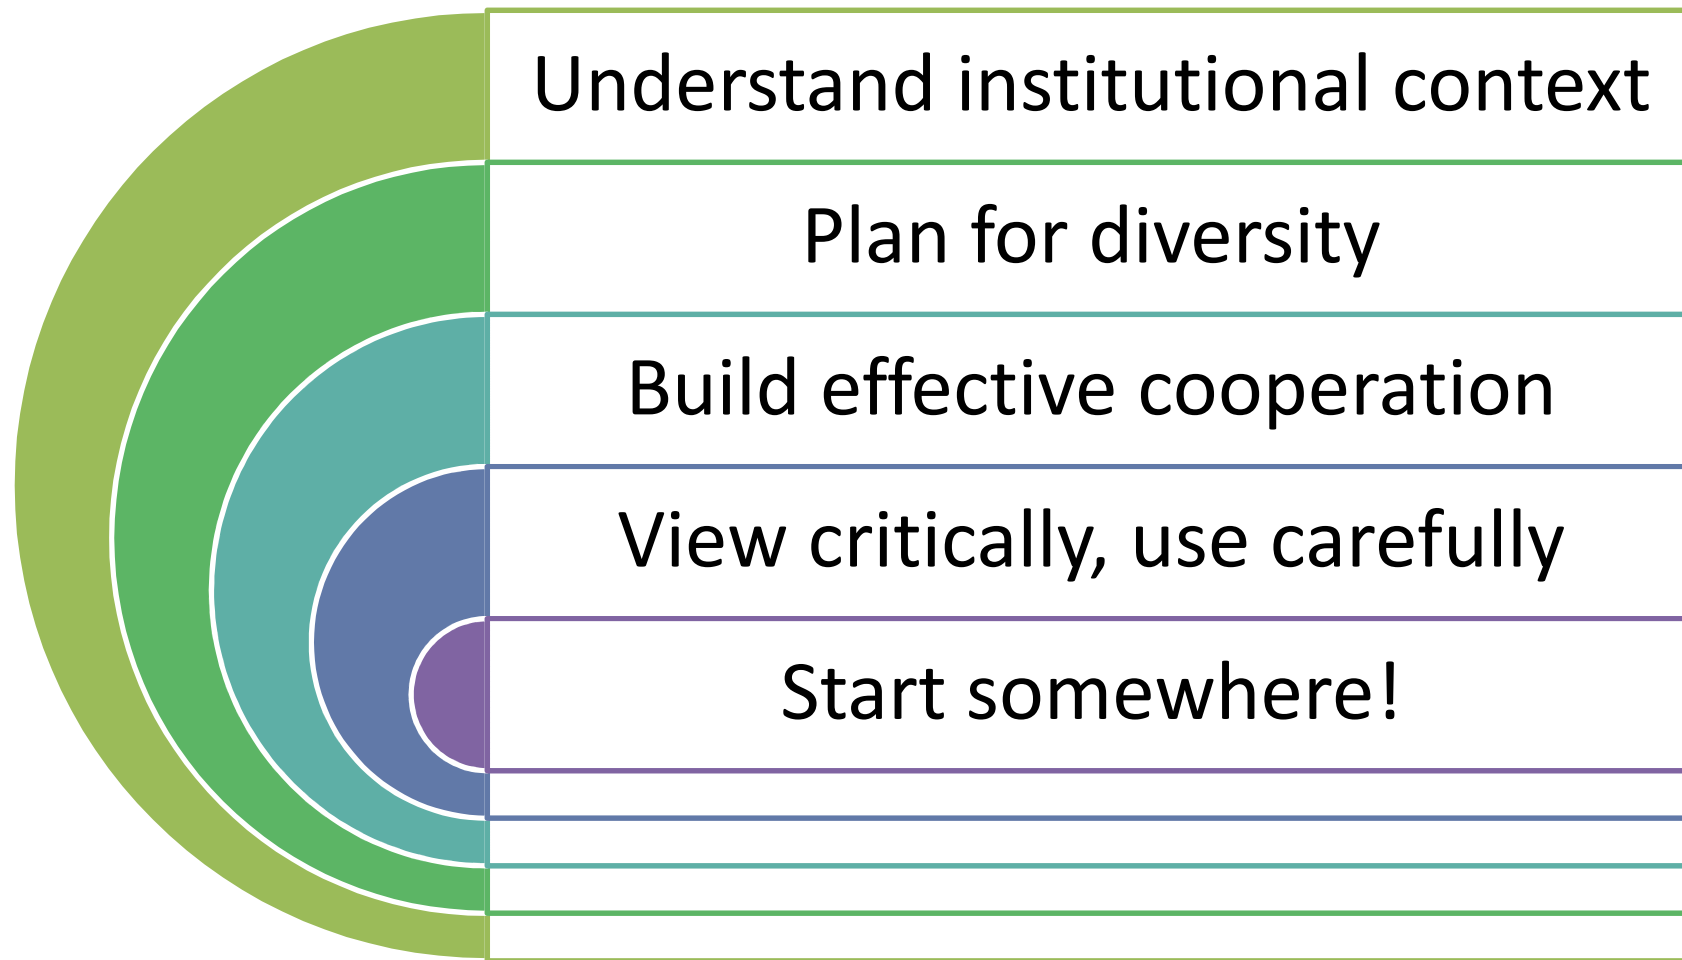 Understand institutional context
Plan for diversity
Build effective cooperation
View critically, use carefully
Start somewhere!